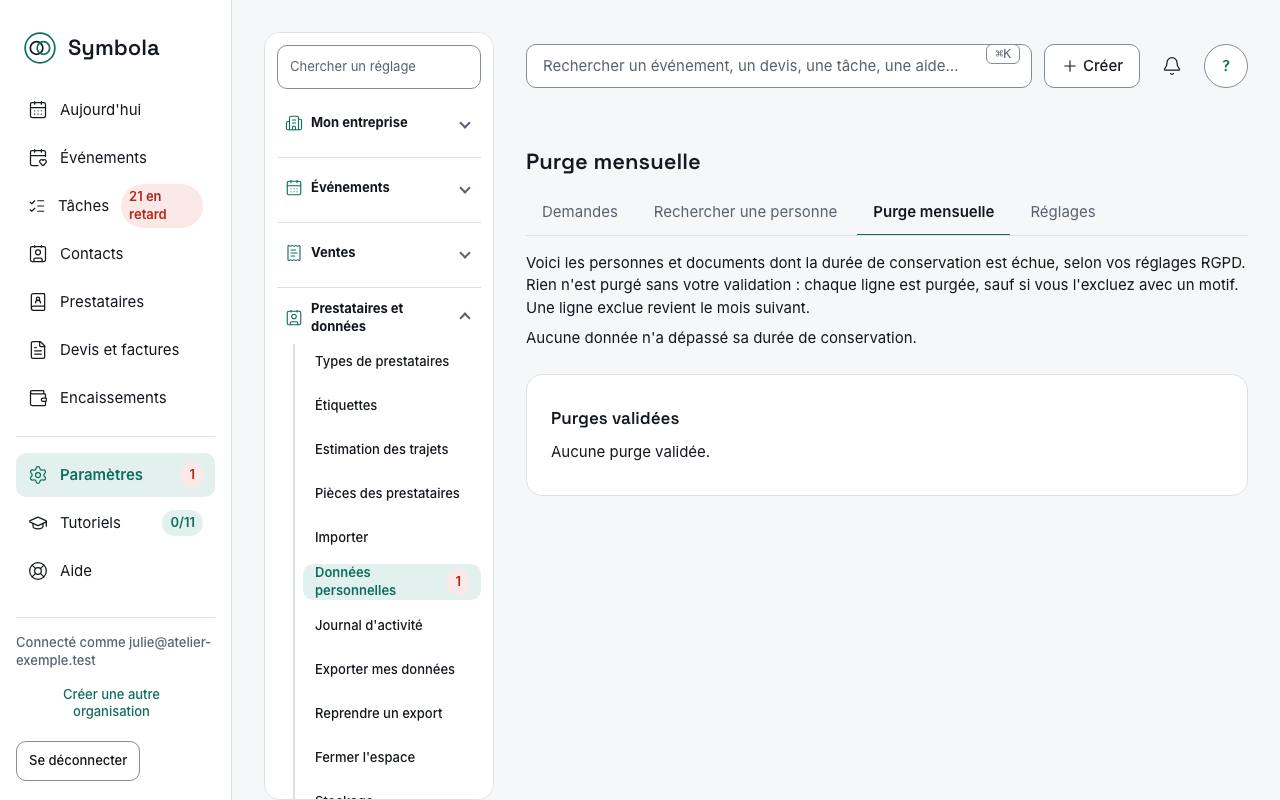 Symbola
Aujourd'hui
Événements
Tâches
21 en
retard
Contacts
Prestataires
Devis et factures
Encaissements
Paramètres
1
Tutoriels
0/11
Aide
Connecté comme julie@atelier-
exemple.test
Créer une autre
organisation
Se déconnecter
Chercher un réglage
Mon entreprise
Événements
Ventes
Prestataires et
données
Types de prestataires
Étiquettes
Estimation des trajets
Pièces des prestataires
Importer
Données
personnelles
1
Journal d'activité
Exporter mes données
Reprendre un export
Fermer l'espace
Rechercher un événement, un devis, une tâche, une aide...
⌘K
Créer
?
Purge mensuelle
Demandes
Rechercher une personne
Purge mensuelle
Réglages
Voici les personnes et documents dont la durée de conservation est échue, selon vos réglages RGPD.
Rien n'est purgé sans votre validation : chaque ligne est purgée, sauf si vous l'excluez avec un motif.
Une ligne exclue revient le mois suivant.
Aucune donnée n'a dépassé sa durée de conservation.
Purges validées
Aucune purge validée.